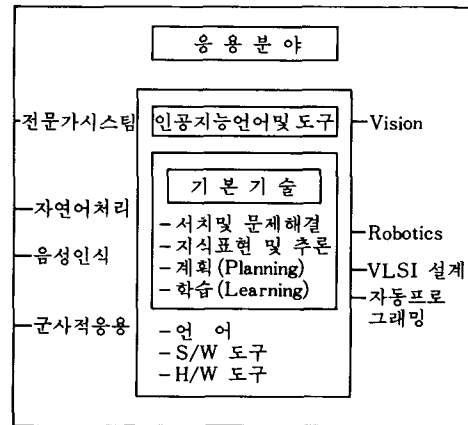 응용분야
전문가시스팀
인공지능언어및 도구
Vision
기본기술
자연어처리
음성인식
군사적응용
-서치및 문제해결
-지식표현 및 추론
-계획(Planning)
-학습(Learning)
Robotics
VLSI 설계
자동프로
그래밍
-언 어
-S/W 도구
-H/W 도구